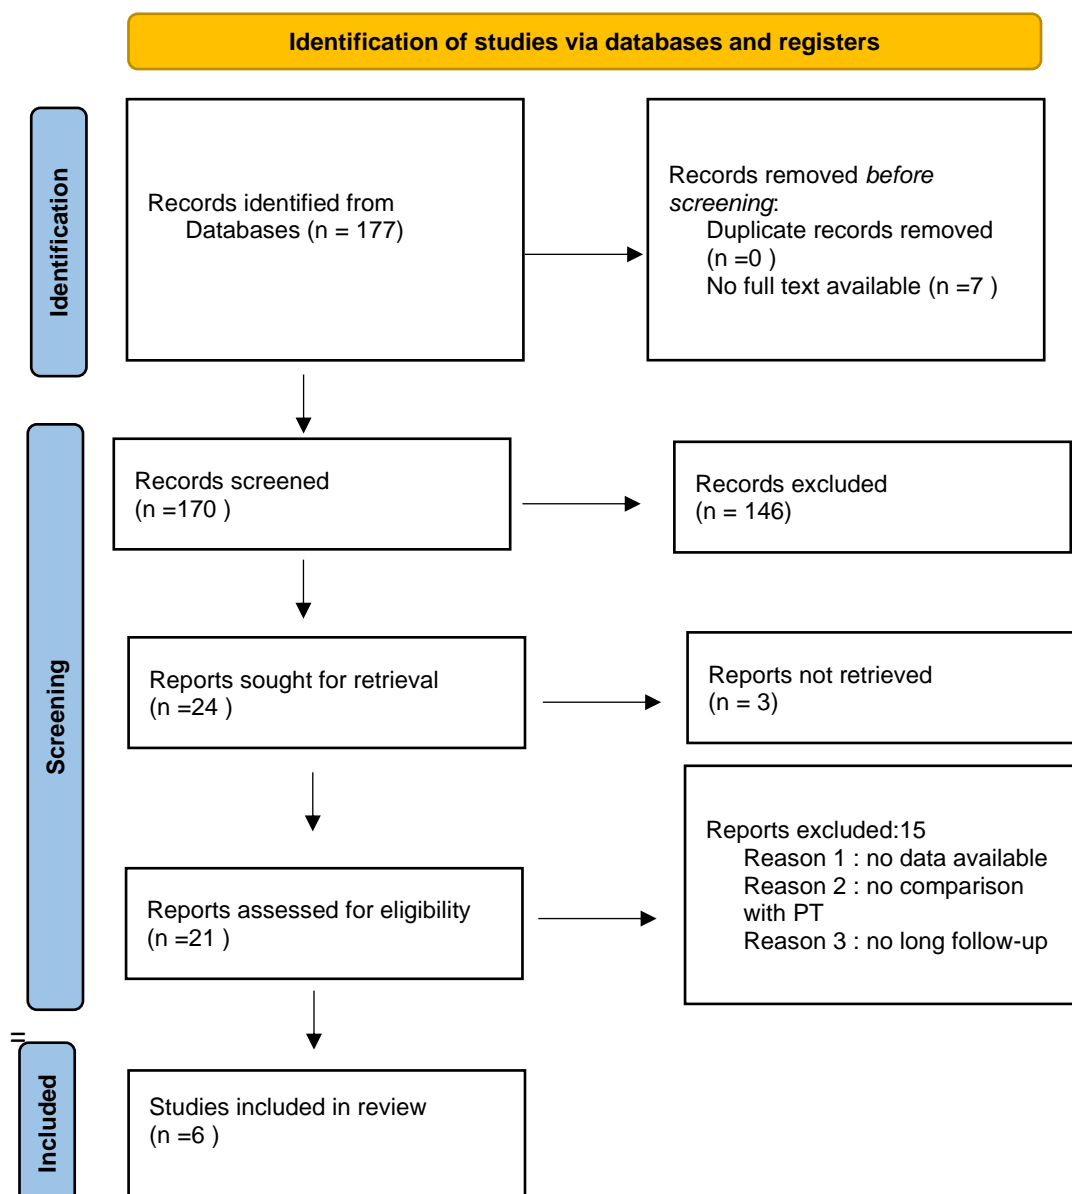 Identification of studies via databases and registers
Identification
Records identified from
Databases (n = 177)
Records removed before
screening:
Duplicate records removed
(n =0 )
No full text available (n =7 )
Screening
Records screened
(n =170 )
Records excluded
(n = 146)
Reports sought for retrieval
(n =24 )
Reports not retrieved
(n = 3)
Reports assessed for eligibility
(n =21 )
Reports excluded:15
Reason 1 : no data available
Reason 2 : no comparison
with PT
Reason 3 : no long follow-up
=
Included
Studies included in review
(n =6 )